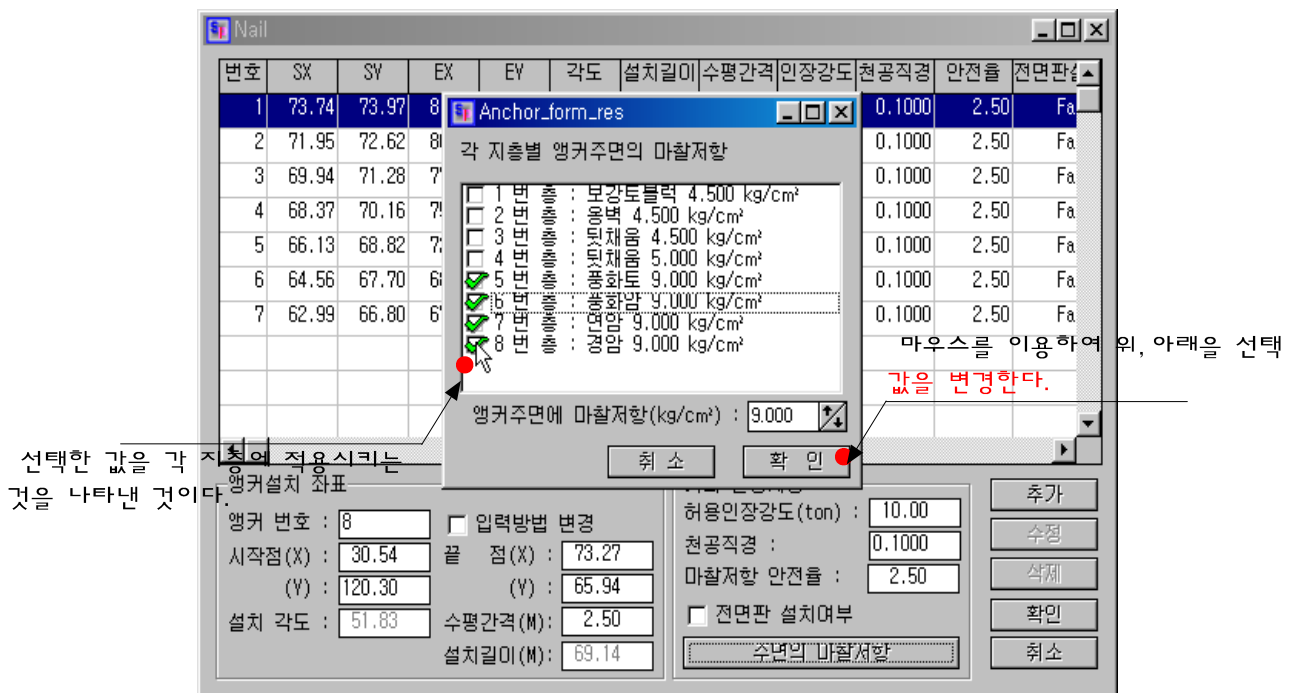 Nail
번호 SX SY EX EY 각도 설치길이 수평간격 인장강도 천공직경 안전율 전면판
1 73.74 73.97 8 0.1000 2.50 Fa
2 71.95 72.62 0.1000 2.50 Fa
3 69.94 71.28 0.1000 2.50 Fa
4 68.37 70.16 0.1000 2.50 Fa
5 66.13 68.82 0.1000 2.50 Fa
6 64.56 67.70 0.1000 2.50 Fa
7 62.99 66.80 0.1000 2.50 Fa
Anchor_form_res
각 지층별 앵커주면의 마찰저항
1 번 층 : 보강토블럭 4.500 kg/cm²
2 번 층 : 옹벽 4.500 kg/cm²
3 번 층 : 뒷채움 4.500 kg/cm²
4 번 층 : 뒷채움 5.000 kg/cm²
5 번 층 : 풍화토 9.000 kg/cm²
6 번 층 : 풍화암 9.000 kg/cm²
7 번 층 : 연암 9.000 kg/cm²
8 번 층 : 경암 9.000 kg/cm²
앵커주면에 마찰저항(kg/cm²) : 9.000
취 소 확 인
마우스를 이용하여 위, 아래을 선택
값을 변경한다.
선택한 값을 각 지층에 적용시키는
것을 나타낸 것이다.
앵커설치 좌표
앵커 번호 : 8 입력방법 변경
시작점(X) : 30.54 끝 점(X) : 73.27
(Y) : 120.30 (Y) : 65.94
설치 각도 : 51.83 수평간격(M): 2.50
설치길이(M): 69.14
허용인장강도(ton) : 10.00
천공직경 : 0.1000
마찰저항 안전율 : 2.50
전면판 설치여부
주변의 마찰저항
추가
수정
삭제
확인
취소